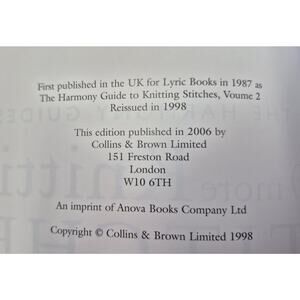 First published in the UK for Lyric Books in 1987 as
The Harmony Guide to Knitting Stitches, Voume 2
Reissued in 1998
This edition published in 2006 by
Collins & Brown Limited
151 Freston Road
London
W10 6TH
An imprint of Anova Books Company Ltd
Copyright © Collins & Brown Limited 1998